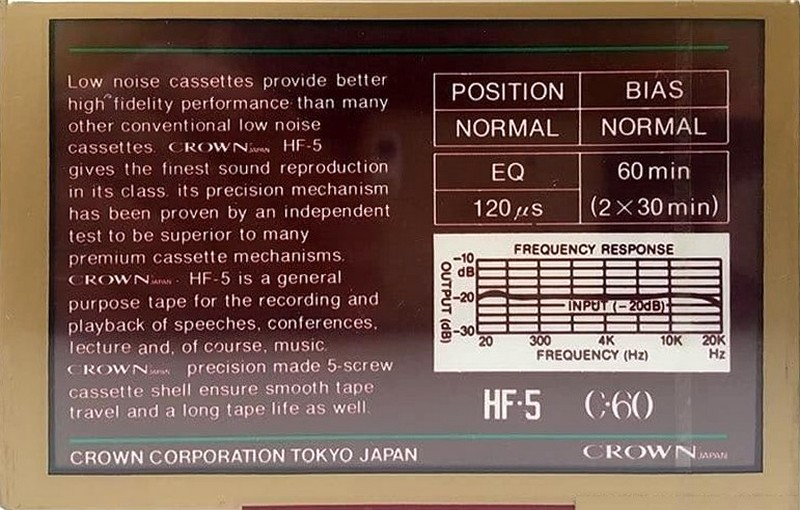 Low noise cassettes provide better
high fidelity performance than many
other conventional low noise
cassettes. CROWN JAPAN HF-5
gives the finest sound reproduction
in its class. its precision mechanism
has been proven by an independent
test to be superior to many
premium cassette mechanisms.
CROWN JAPAN HF-5 is a general
purpose tape for the recording and
playback of speeches, conferences,
lecture and, of course, music.
CROWN JAPAN precision made 5-screw
cassette shell ensure smooth tape
travel and a long tape life as well.
POSITION BIAS
NORMAL NORMAL
EQ 60 min
120 μs (2×30 min)
FREQUENCY RESPONSE
OUTPUT (dB)
-10
dB
-20
-30
INPUT (-20dB)
20 300 4K 10K 20K
FREQUENCY (Hz) Hz
HF-5 C-60
CROWN CORPORATION TOKYO JAPAN
CROWN JAPAN